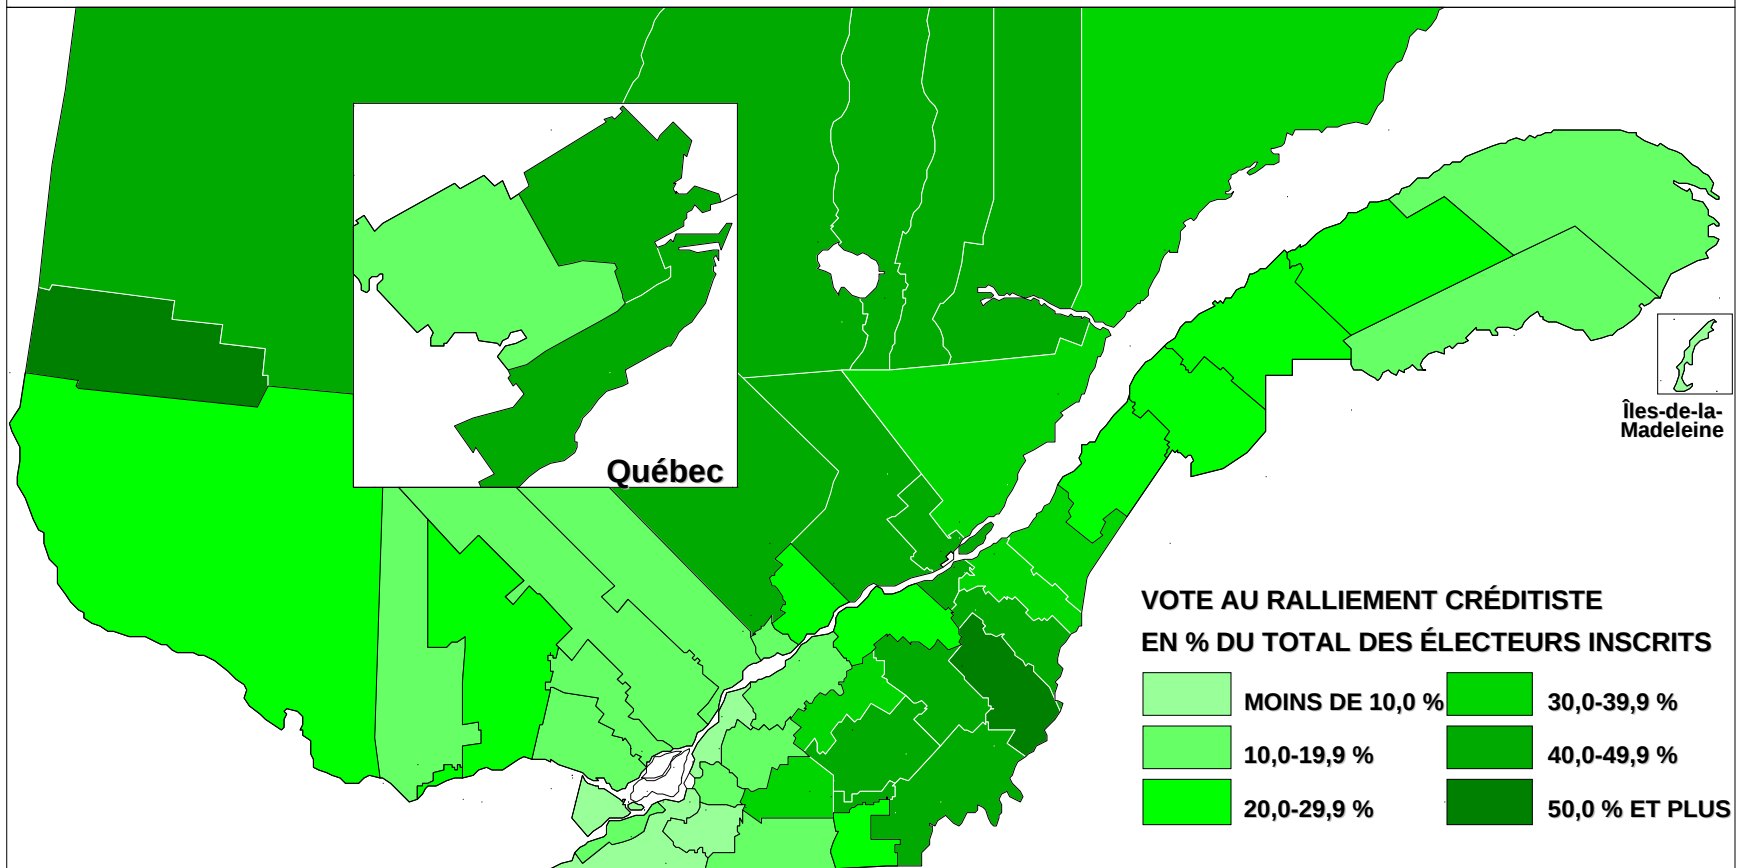 Québec
Îles-de-la-
Madeleine
VOTE AU RALLIEMENT CRÉDITISTE
EN % DU TOTAL DES ÉLECTEURS INSCRITS
MOINS DE 10,0 %
30,0-39,9 %
10,0-19,9 %
40,0-49,9 %
20,0-29,9 %
50,0 % ET PLUS